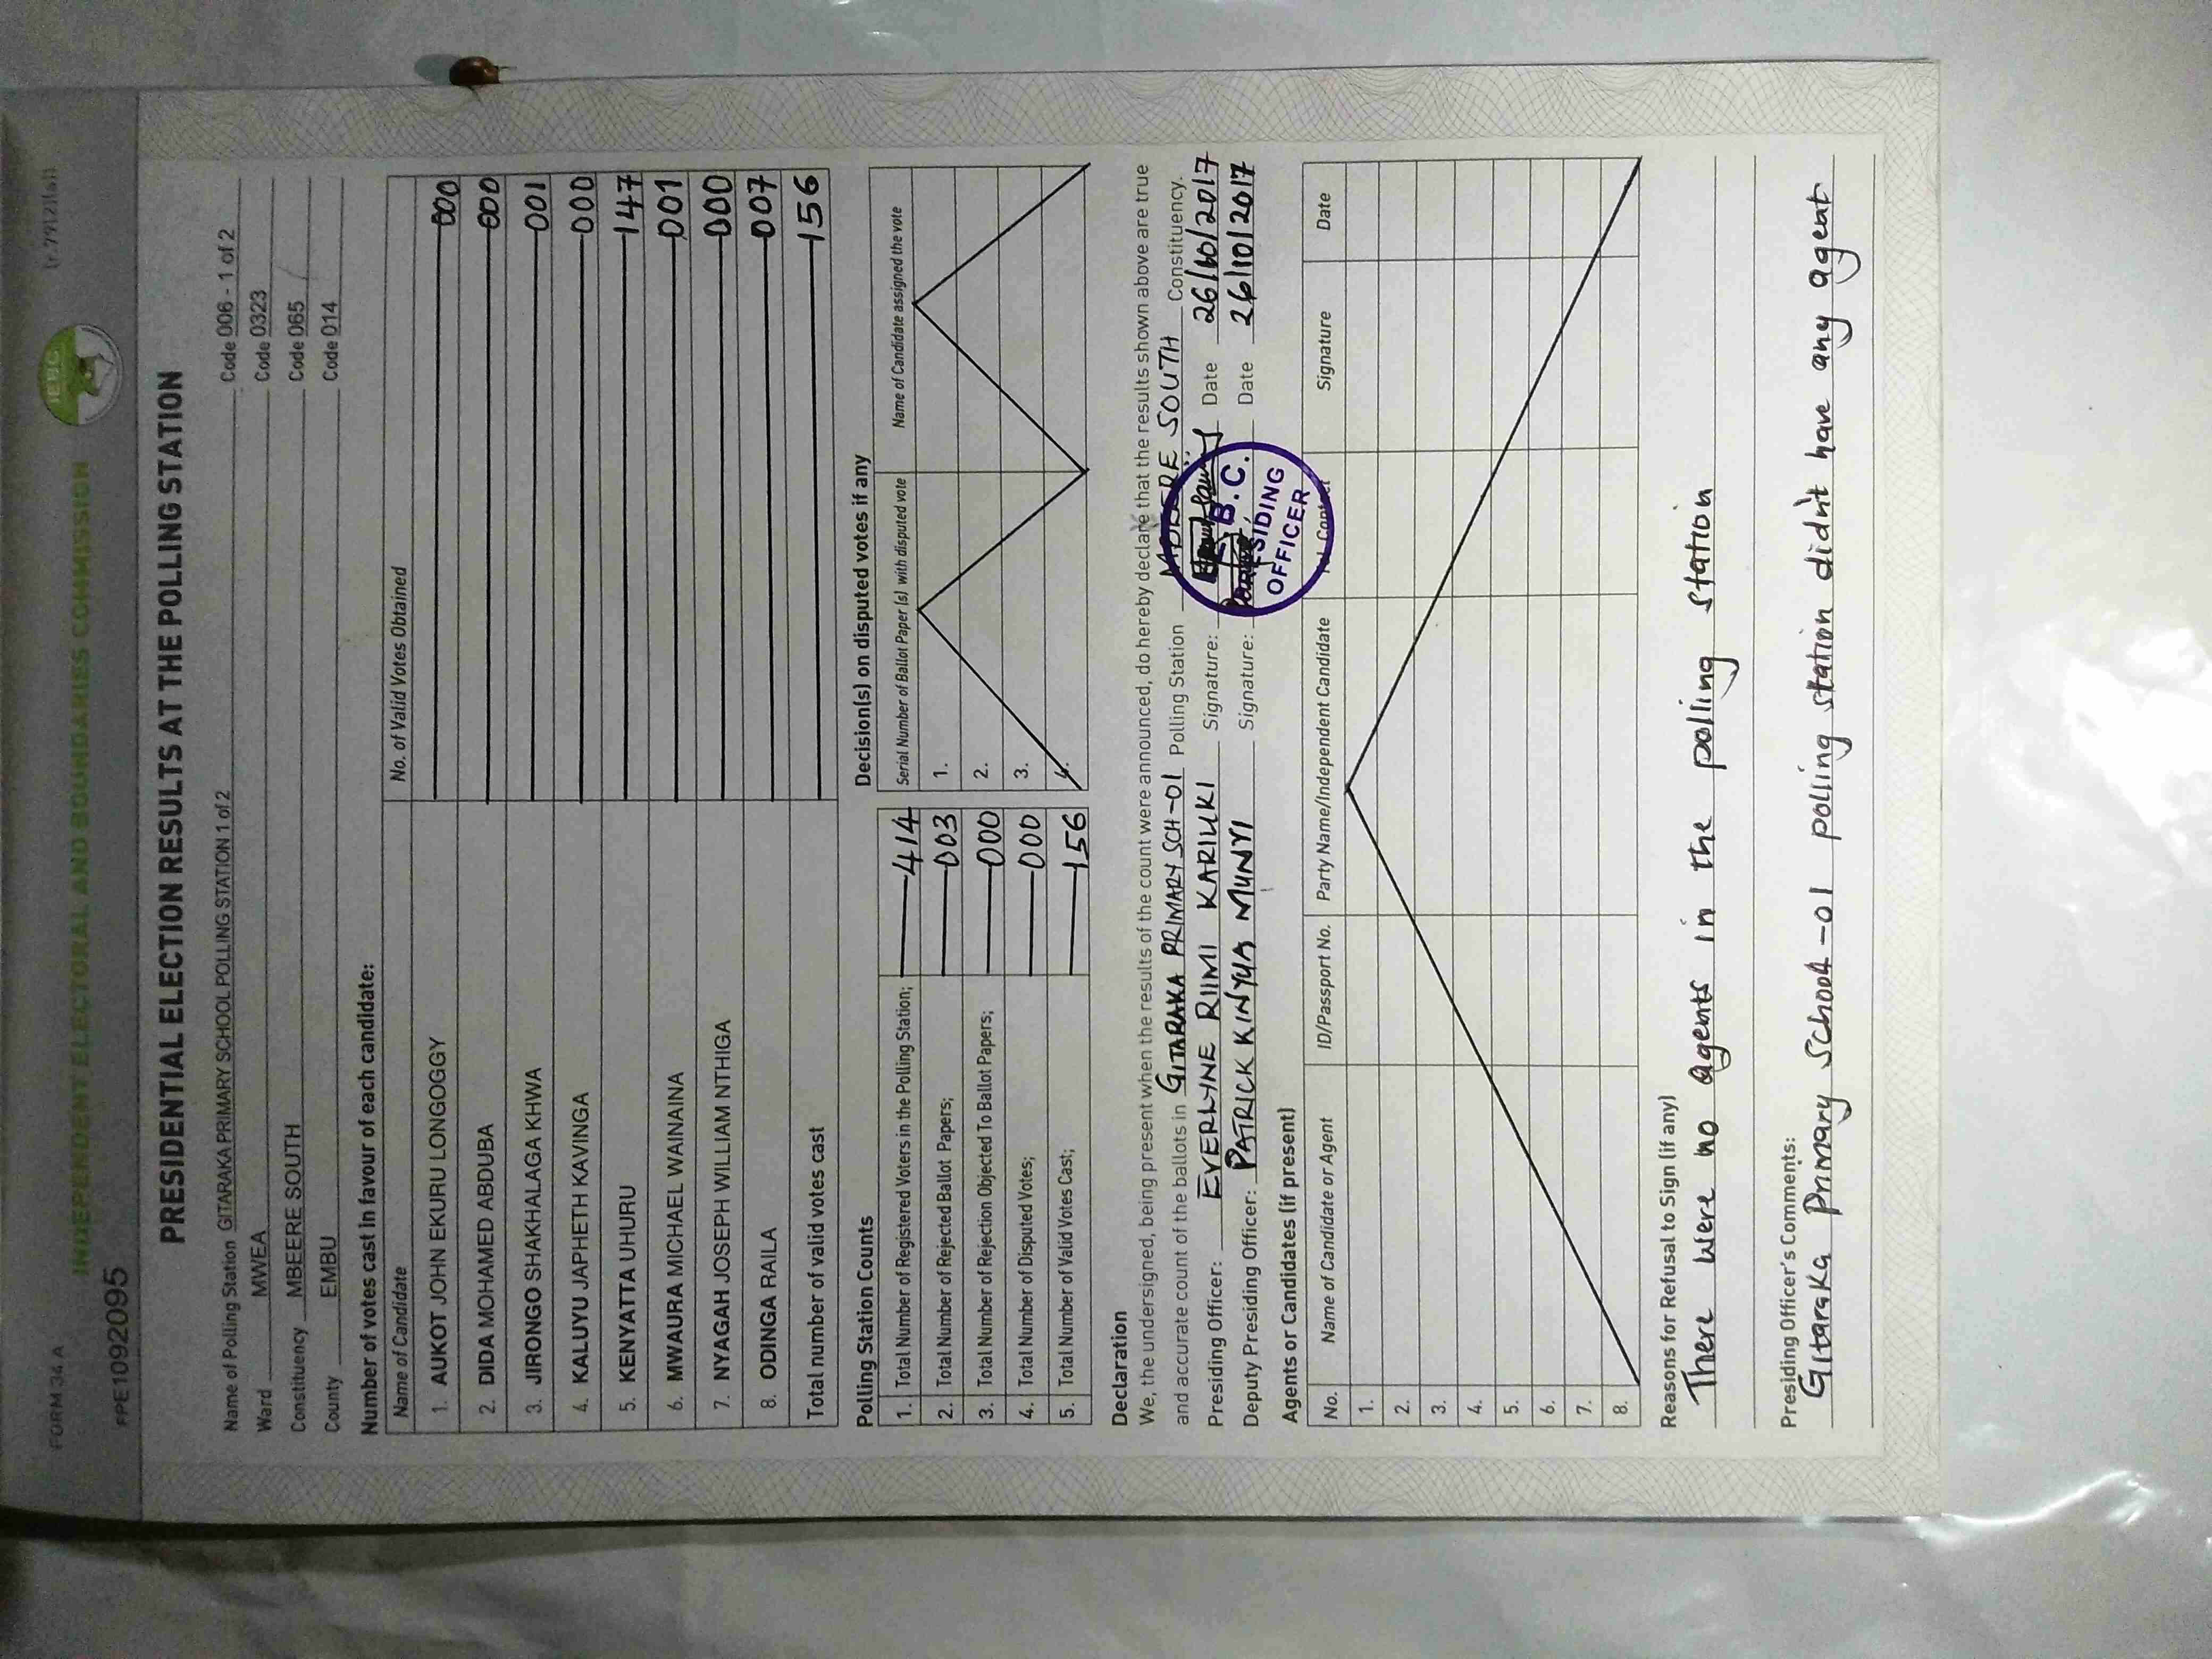 FORM 34 A
INDEPENDENT ELECTORAL AND BOUNDARIES COMMISSION
IEBC
FPE1092095
PRESIDENTIAL ELECTION RESULTS AT THE POLLING STATION
Name of Polling Station GITARAKA PRIMARY SCHOOL POLLING STATION 1 of 2 Code 006 - 1 of 2
Ward MWEA Code 0323
Constituency MBEERE SOUTH Code 065
County EMBU Code 014
Number of votes cast in favour of each candidate:
Name of Candidate No. of Valid Votes Obtained
1. AUKOT JOHN EKURU LONGOGGY 000
2. DIDA MOHAMED ABDUBA 000
3. JIRONGO SHAKHALAGA KHWA 001
4. KALUYU JAPHETH KAVINGA 000
5. KENYATTA UHURU 147
6. MWAURA MICHAEL WAINAINA 001
7. NYAGAH JOSEPH WILLIAM NTHIGA 000
8. ODINGA RAILA 007
Total number of valid votes cast 156
Polling Station Counts
1. Total Number of Registered Voters in the Polling Station; 414
2. Total Number of Rejected Ballot Papers; 003
3. Total Number of Rejection Objected To Ballot Papers; 000
4. Total Number of Disputed Votes; 000
5. Total Number of Valid Votes Cast; 156
Decision(s) on disputed votes if any
Serial Number of Ballot Paper (s) with disputed vote Name of Candidate assigned the vote
1.
2.
3.
4.
Declaration
We, the undersigned, being present when the results of the count were announced, do hereby declare that the results shown above are true
and accurate count of the ballots in GITARAKA PRIMARY SCH-01 Polling Station MBEERE SOUTH Constituency.
Presiding Officer: EVERLYNE RIIMI KARIUKI Signature: Date 26/10/2017
Deputy Presiding Officer: PATRICK KINYUA MUNYI Signature: Date 26/10/2017
B.C.
SIDING
OFFICER
Agents or Candidates (if present)
No. Name of Candidate or Agent ID/Passport No. Party Name/Independent Candidate Signature Date
1.
2.
3.
4.
5.
6.
7.
8.
Reasons for Refusal to Sign (if any)
There were no agents in the polling station
Presiding Officer's Comments:
Gitaraka Primary School-01 polling station didn't have any agent